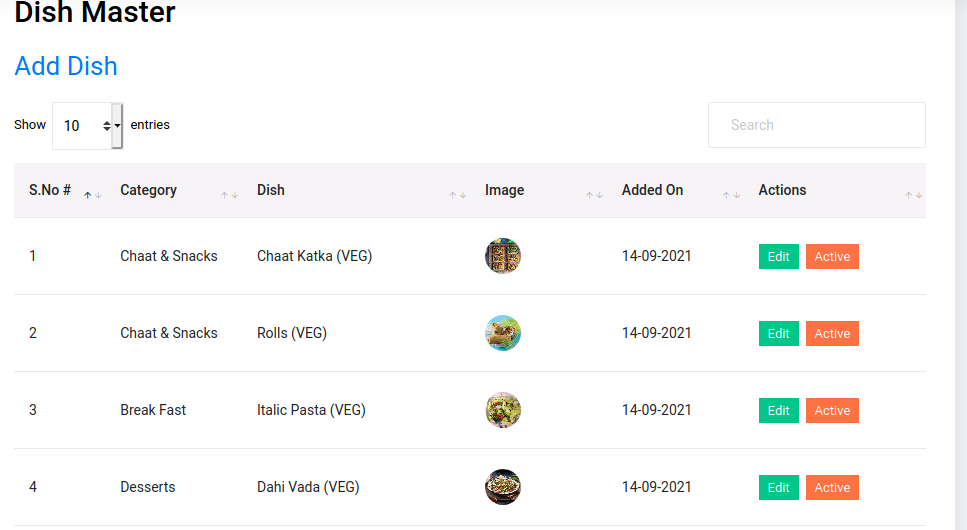 Dish Master
Add Dish
Show 10 entries Search
S.No # Category Dish Image Added On Actions
1 Chaat & Snacks Chaat Katka (VEG) 14-09-2021 Edit Active
2 Chaat & Snacks Rolls (VEG) 14-09-2021 Edit Active
3 Break Fast Italic Pasta (VEG) 14-09-2021 Edit Active
4 Desserts Dahi Vada (VEG) 14-09-2021 Edit Active